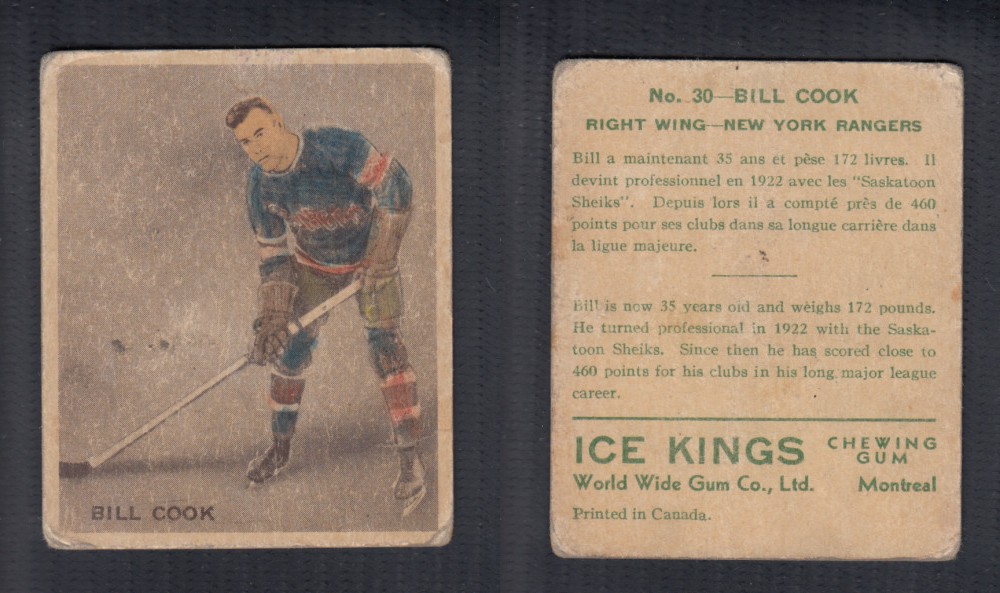 BILL COOK
No. 30—BILL COOK
RIGHT WING—NEW YORK RANGERS
Bill a maintenant 35 ans et pèse 172 livres. Il
devint professionnel en 1922 avec les "Saskatoon
Sheiks". Depuis lors il a compté près de 460
points pour ses clubs dans sa longue carrière dans
la ligue majeure.
Bill is now 35 years old and weighs 172 pounds.
He turned professional in 1922 with the Saska-
toon Sheiks. Since then he has scored close to
460 points for his clubs in his long major league
career.
ICE KINGS CHEWING GUM
World Wide Gum Co., Ltd. Montreal
Printed in Canada.